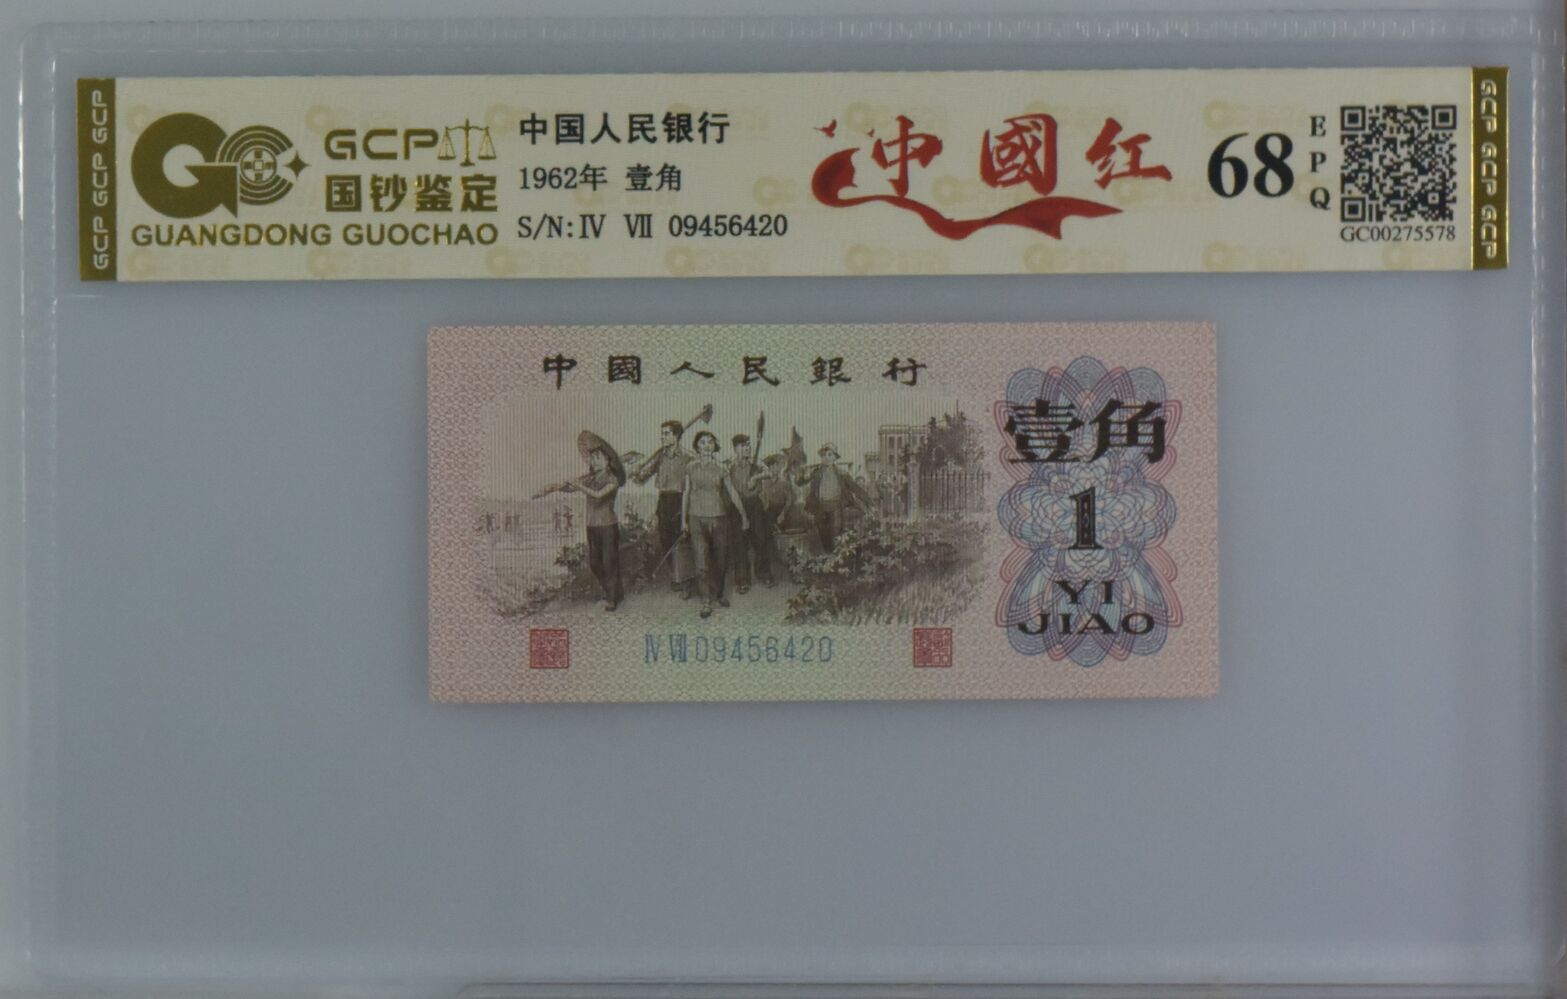 GCP GCP GCP
GCP
国钞鉴定
GUANGDONG GUOCHAO
中国人民银行
1962年 壹角
S/N:Ⅳ Ⅶ 09456420
中國红
68
EPQ
GC00275578
GCP GCP GCP
中國人民銀行
壹角
1
YI
JIAO
Ⅳ Ⅶ 09456420